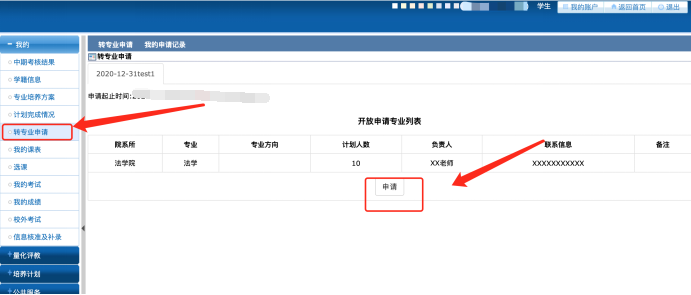 学生 我的账户 返回首页 退出
我的
中期考核结果
学籍信息
专业培养方案
计划完成情况
转专业申请
我的课表
选课
我的考试
我的成绩
校外考试
信息核准及补录
量化评教
培养计划
公共服务
转专业申请 我的申请记录
转专业申请
2020-12-31test1
申请起止时间:
开放申请专业列表
院系所 专业 专业方向 计划人数 负责人 联系信息 备注
法学院 法学 10 XX老师 XXXXXXXXXXX
申请